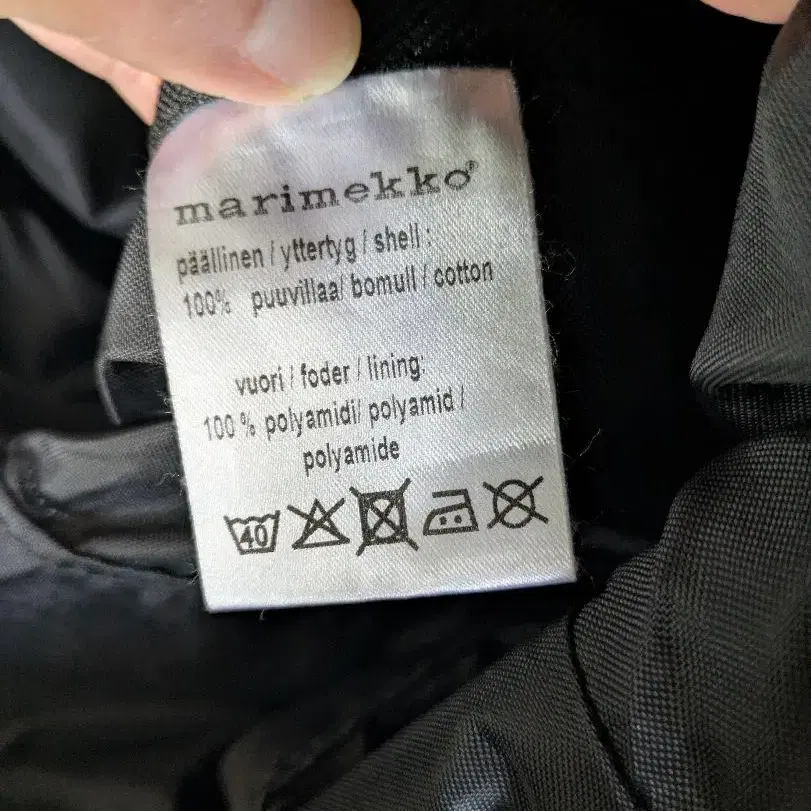 marimekko®
päällinen / yttertyg / shell :
100% puuvillaa/ bomull / cotton
vuori / foder / lining:
100 % polyamidi/ polyamid /
polyamide
40